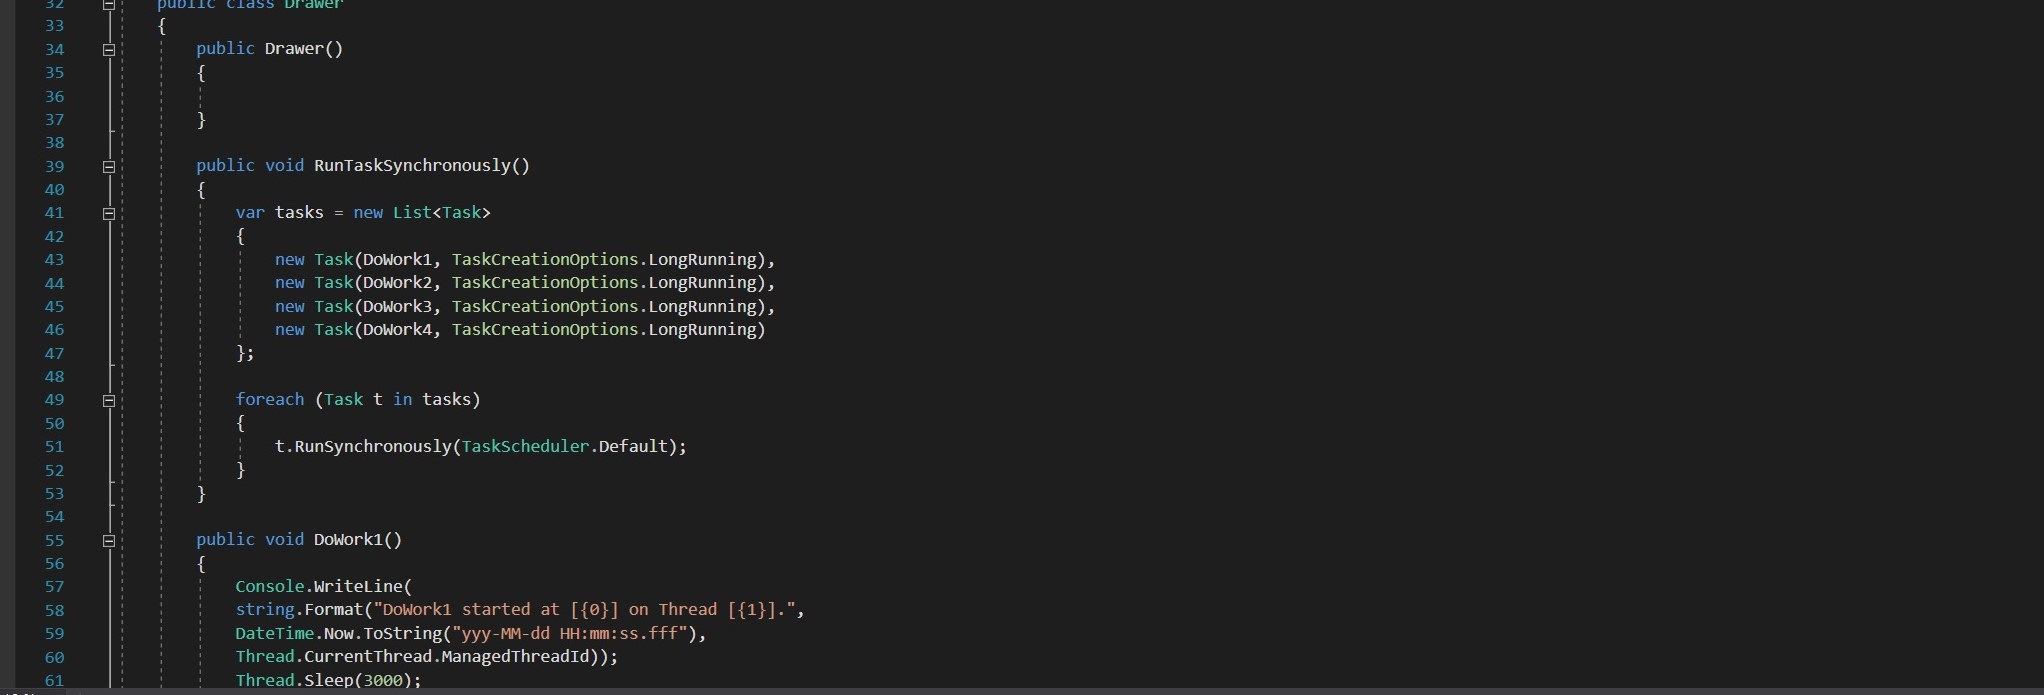 32 public class Drawer
33 {
34 public Drawer()
35 {
36
37 }
38
39 public void RunTaskSynchronously()
40 {
41 var tasks = new List<Task>
42 {
43 new Task(DoWork1, TaskCreationOptions.LongRunning),
44 new Task(DoWork2, TaskCreationOptions.LongRunning),
45 new Task(DoWork3, TaskCreationOptions.LongRunning),
46 new Task(DoWork4, TaskCreationOptions.LongRunning)
47 };
48
49 foreach (Task t in tasks)
50 {
51 t.RunSynchronously(TaskScheduler.Default);
52 }
53 }
54
55 public void DoWork1()
56 {
57 Console.WriteLine(
58 string.Format("DoWork1 started at [{0}] on Thread [{1}].",
59 DateTime.Now.ToString("yyy-MM-dd HH:mm:ss.fff"),
60 Thread.CurrentThread.ManagedThreadId));
61 Thread.Sleep(3000);